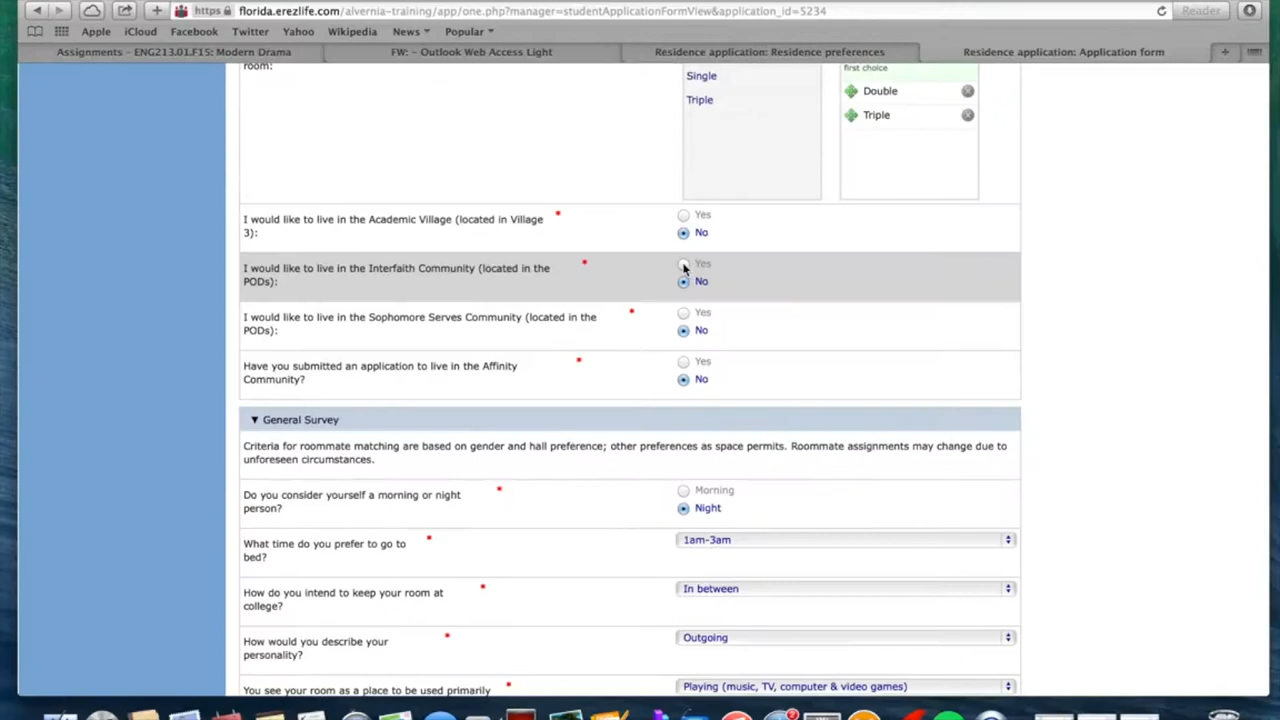 https florida.erezlife.com/alvernia-training/app/one.php?manager=studentApplicationFormView&application_id=5234 Reader
Apple iCloud Facebook Twitter Yahoo Wikipedia News Popular
Assignments - ENG213.01.F15: Modern Drama FW: - Outlook Web Access Light Residence application: Residence preferences Residence application: Application form
room:
first choice
Single
Double
Triple
Triple
I would like to live in the Academic Village (located in Village
3):
*
Yes
No
I would like to live in the Interfaith Community (located in the
PODs):
*
Yes
No
I would like to live in the Sophomore Serves Community (located in the
PODs):
*
Yes
No
Have you submitted an application to live in the Affinity
Community?
*
Yes
No
▼ General Survey
Criteria for roommate matching are based on gender and hall preference; other preferences as space permits. Roommate assignments may change due to
unforeseen circumstances.
Do you consider yourself a morning or night
person?
*
Morning
Night
What time do you prefer to go to
bed?
*
1am-3am
How do you intend to keep your room at
college?
*
In between
How would you describe your
personality?
*
Outgoing
You see your room as a place to be used primarily
*
Playing (music, TV, computer & video games)